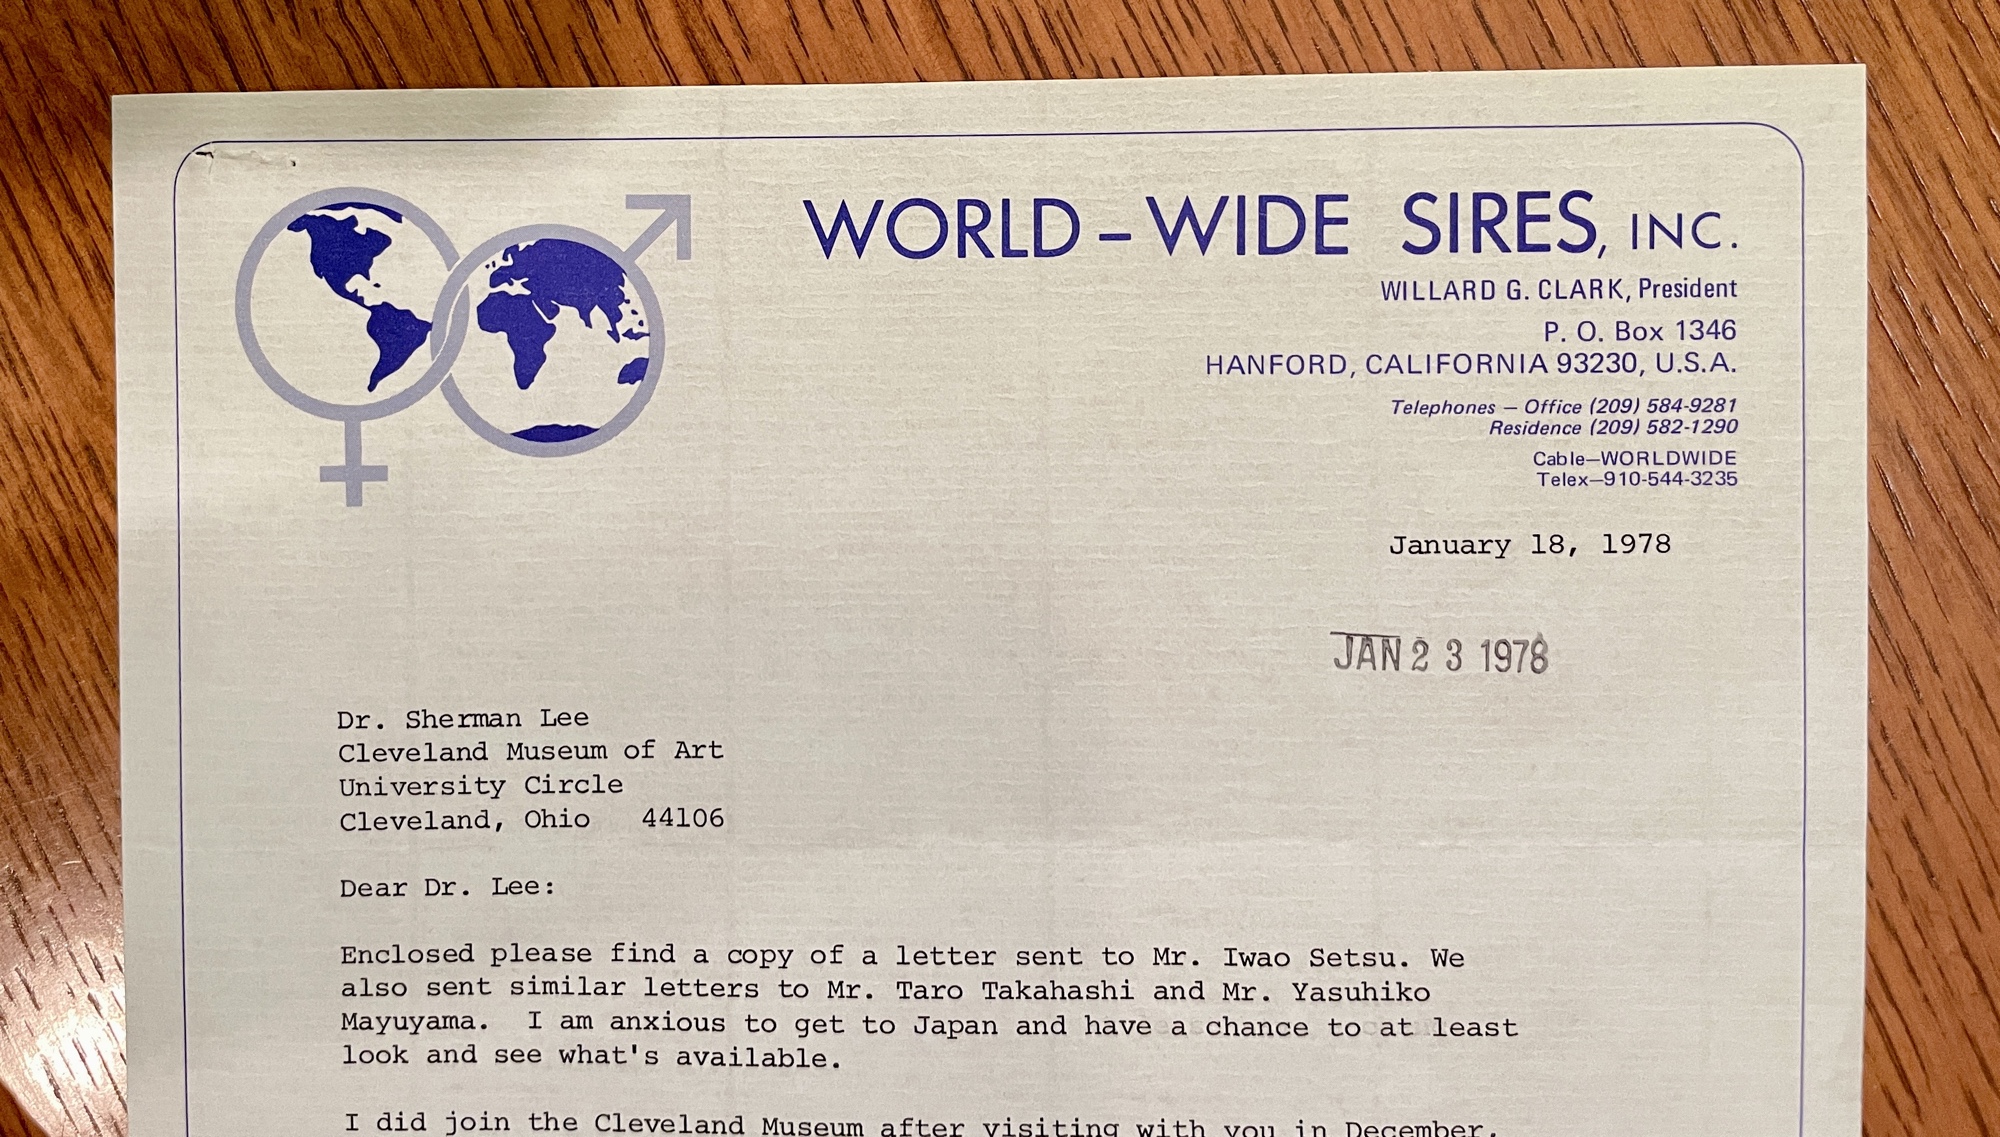 WORLD – WIDE SIRES, INC.
WILLARD G. CLARK, President
P. O. Box 1346
HANFORD, CALIFORNIA 93230, U.S.A.
Telephones – Office (209) 584-9281
Residence (209) 582-1290
Cable–WORLDWIDE
Telex–910-544-3235
January 18, 1978
JAN 23 1978
Dr. Sherman Lee
Cleveland Museum of Art
University Circle
Cleveland, Ohio 44106
Dear Dr. Lee:
Enclosed please find a copy of a letter sent to Mr. Iwao Setsu. We
also sent similar letters to Mr. Taro Takahashi and Mr. Yasuhiko
Mayuyama. I am anxious to get to Japan and have a chance to at least
look and see what's available.
I did join the Cleveland Museum after visiting with you in December.